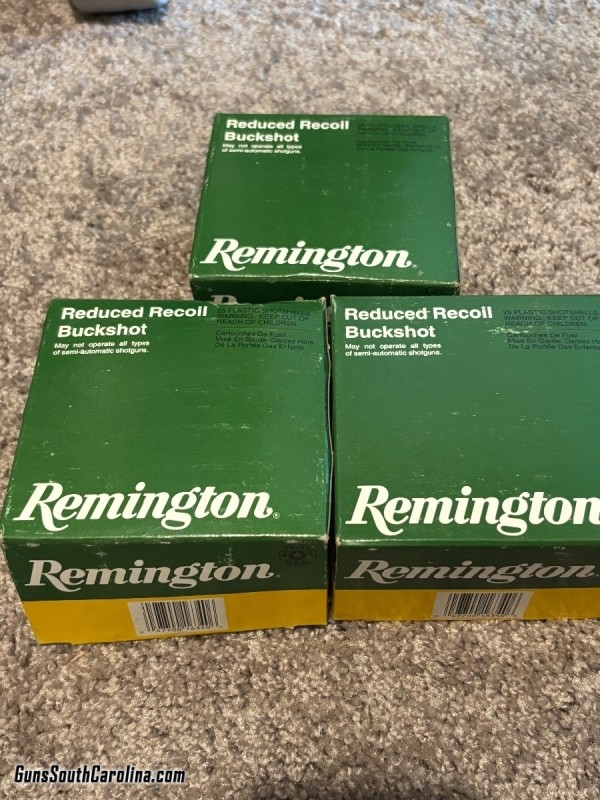 Reduced Recoil
Buckshot
May not operate all types
of semi-automatic shotguns.
Remington®
Remington
Reduced Recoil
Buckshot
May not operate all types
of semi-automatic shotguns.
25 PLASTIC SHOTSHELLS
WARNING: KEEP OUT OF
REACH OF CHILDREN.
Cartouches De Fusil
Mise En Garde: Gardez Hors
De La Portée Des Enfants
Remington®
Remington®
Reduced Recoil
Buckshot
May not operate all types
of semi-automatic shotguns.
25 PLASTIC SHOTSHELLS
WARNING: KEEP OUT OF
REACH OF CHILDREN.
Cartouches De Fusil
Mise En Garde: Gardez Hors
De La Portée Des Enfants
Remington
Remington
GunsSouthCarolina.com